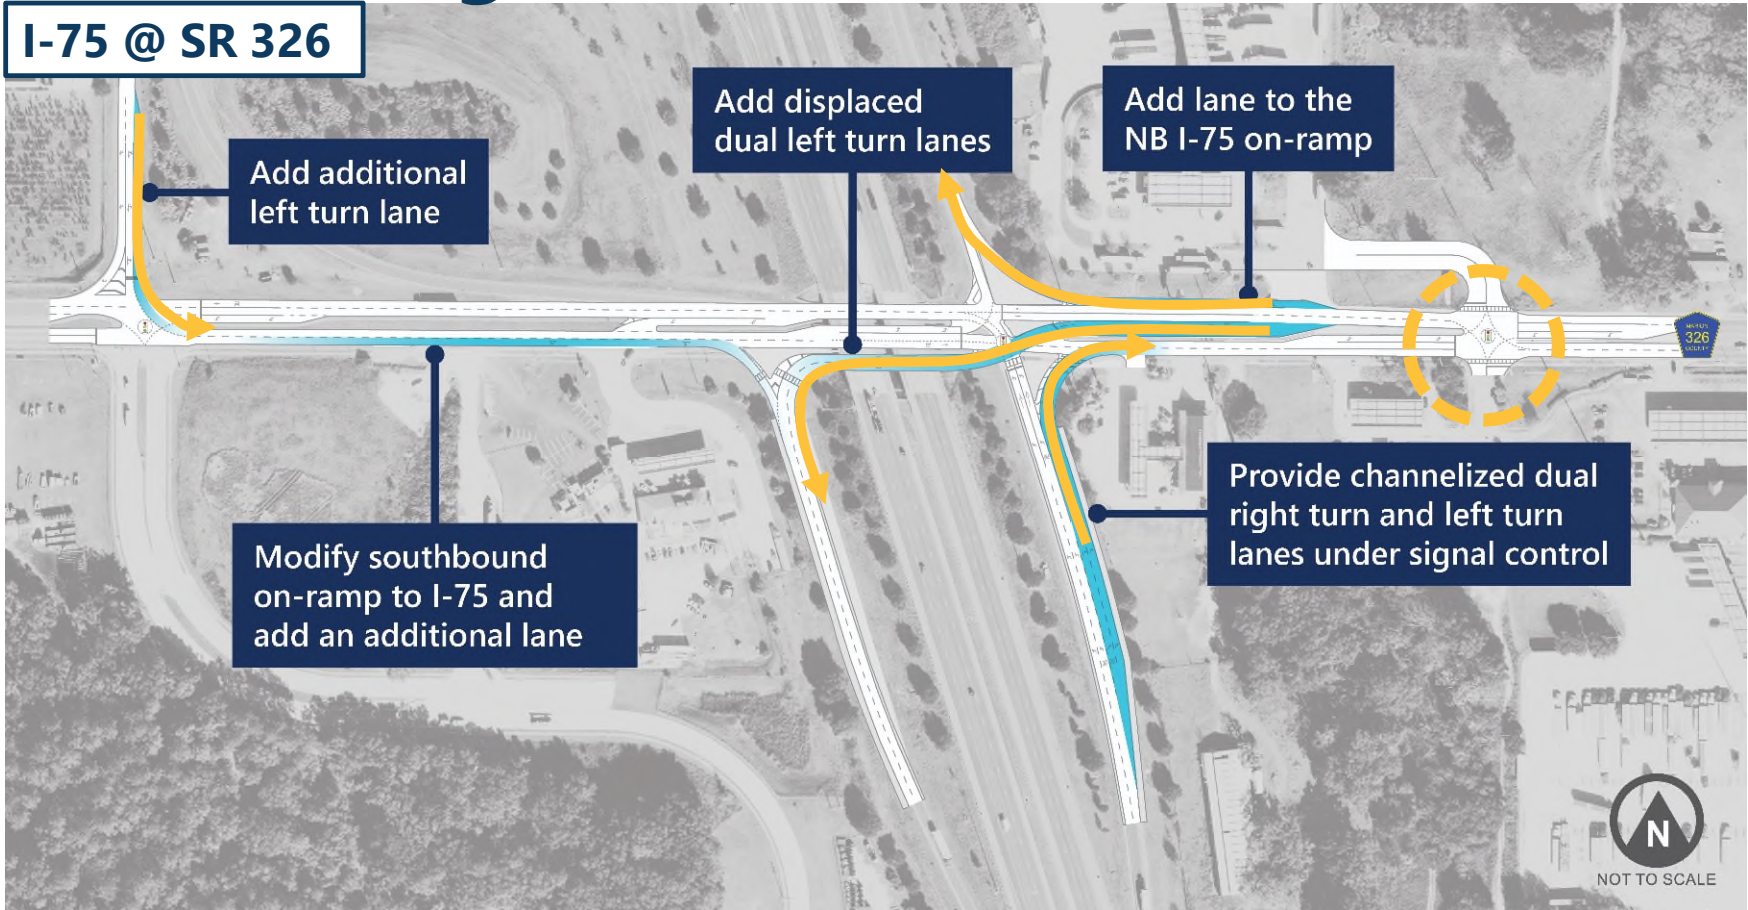 I-75 @ SR 326
Add displaced
dual left turn lanes
Add lane to the
NB I-75 on-ramp
Add additional
left turn lane
326
COUNTY
Modify southbound
on-ramp to I-75 and
add an additional lane
Provide channelized dual
right turn and left turn
lanes under signal control
N
NOT TO SCALE